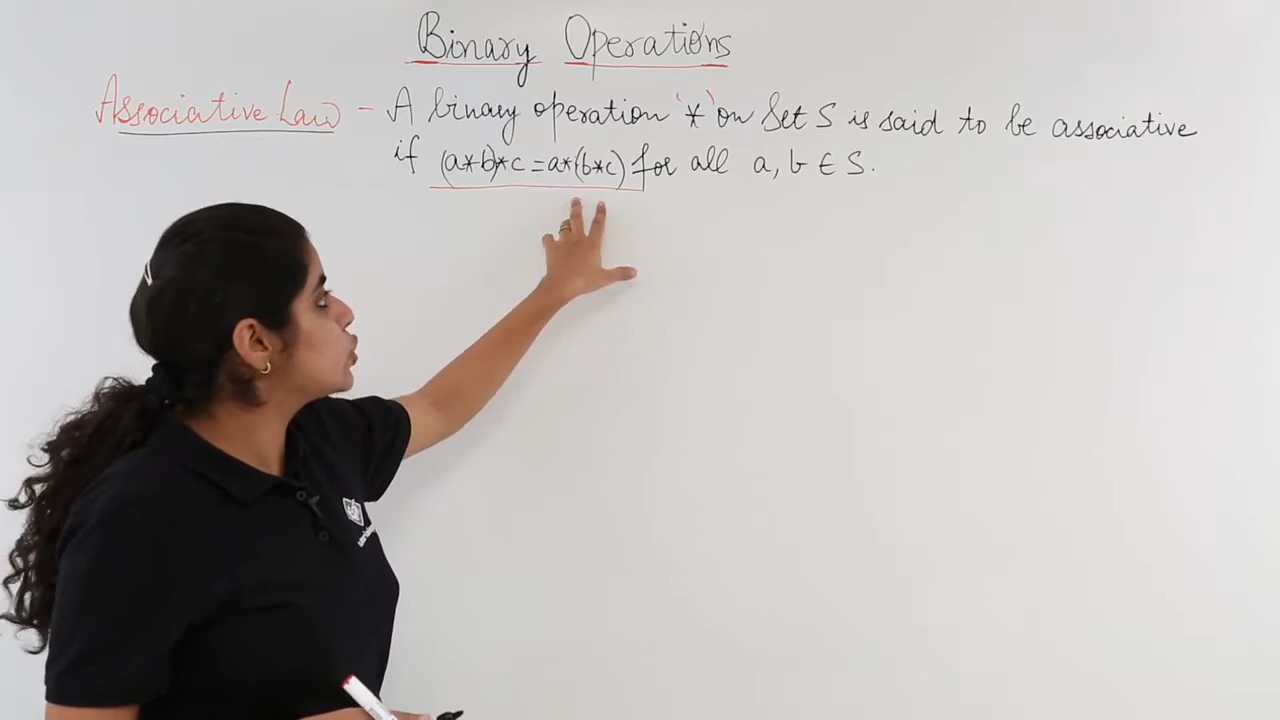 Binary Operations
Associative Law - A binary operation '*' on Set S is said to be associative
if (a*b)*c=a*(b*c) for all a, b ∈ S.